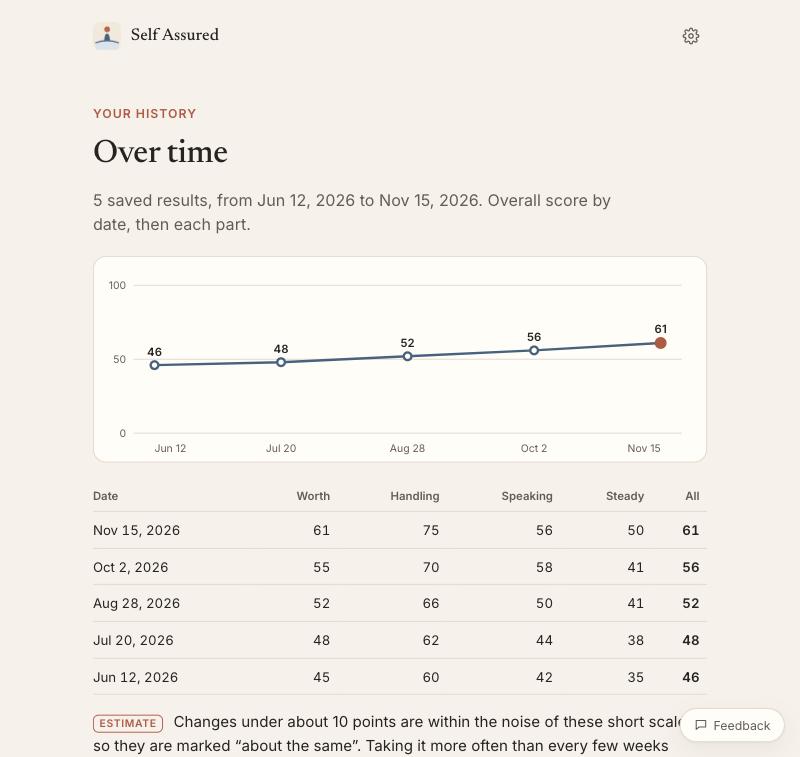 Self Assured
YOUR HISTORY
Over time
5 saved results, from Jun 12, 2026 to Nov 15, 2026. Overall score by
date, then each part.
100
50
0
46 48 52 56 61
Jun 12 Jul 20 Aug 28 Oct 2 Nov 15
Date Worth Handling Speaking Steady All
Nov 15, 2026 61 75 56 50 61
Oct 2, 2026 55 70 58 41 56
Aug 28, 2026 52 66 50 41 52
Jul 20, 2026 48 62 44 38 48
Jun 12, 2026 45 60 42 35 46
ESTIMATE Changes under about 10 points are within the noise of these short
so they are marked “about the same”. Taking it more often than every few weeks
Feedback